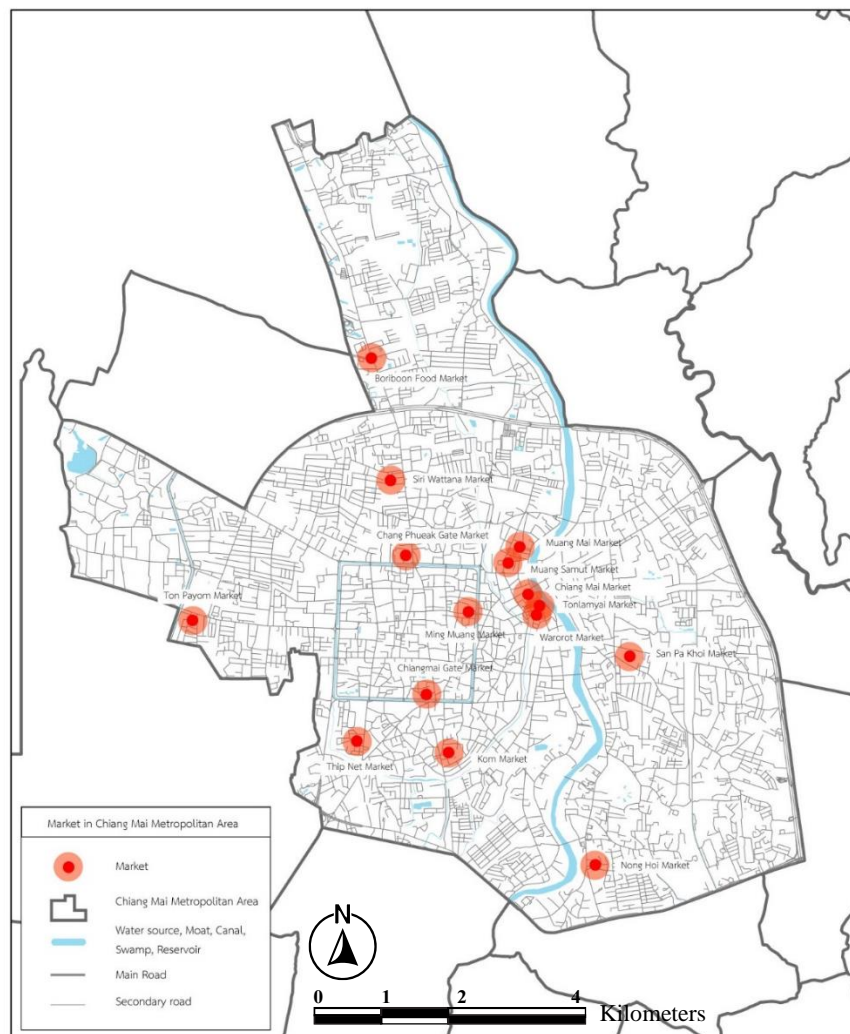 Boriboon Food Market
Siri Wattana Market
Chang Phueak Gate Market
Muang Mai Market
Muang Samut Market
Chiang Mai Market
Ton Payom Market
Tonlamyai Market
Ming Muang Market
Warorot Market
San Pa Khoi Market
Chiangmai Gate Market
Thip Net Market
Kom Market
Nong Hoi Market
Market in Chiang Mai Metropolitan Area
Market
Chiang Mai Metropolitan Area
Water source, Moat, Canal,
Swamp, Reservoir
Main Road
Secondary road
N
0 1 2 4
Kilometers